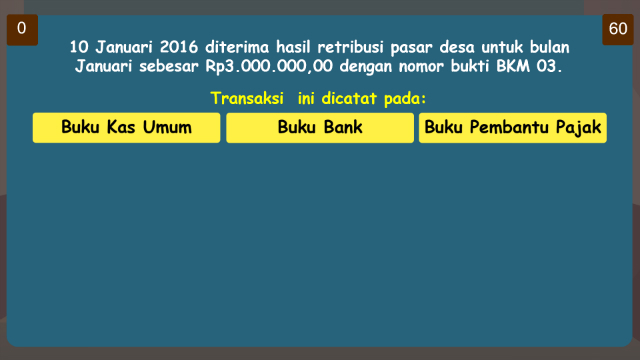 0
60
10 Januari 2016 diterima hasil retribusi pasar desa untuk bulan
Januari sebesar Rp3.000.000,00 dengan nomor bukti BKM 03.
Transaksi ini dicatat pada:
Buku Kas Umum
Buku Bank
Buku Pembantu Pajak